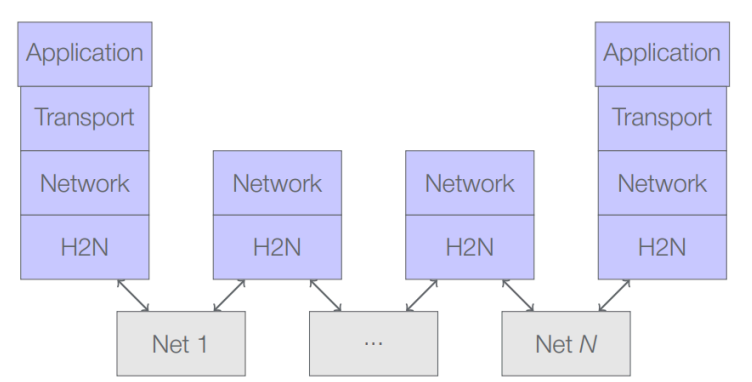 Application
Application
Transport
Transport
Network
Network
Network
Network
H2N
H2N
H2N
H2N
Net 1
...
Net N